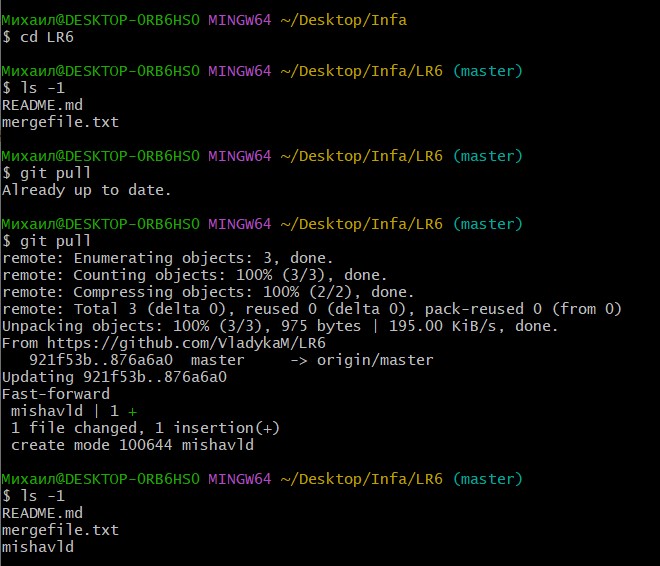 Михаил@DESKTOP-ORB6HSO MINGW64 ~/Desktop/Infa
$ cd LR6
Михаил@DESKTOP-ORB6HSO MINGW64 ~/Desktop/Infa/LR6 (master)
$ ls -1
README.md
mergefile.txt
Михаил@DESKTOP-ORB6HSO MINGW64 ~/Desktop/Infa/LR6 (master)
$ git pull
Already up to date.
Михаил@DESKTOP-ORB6HSO MINGW64 ~/Desktop/Infa/LR6 (master)
$ git pull
remote: Enumerating objects: 3, done.
remote: Counting objects: 100% (3/3), done.
remote: Compressing objects: 100% (2/2), done.
remote: Total 3 (delta 0), reused 0 (delta 0), pack-reused 0 (from 0)
Unpacking objects: 100% (3/3), 975 bytes | 195.00 KiB/s, done.
From https://github.com/VladykaM/LR6
   921f53b..876a6a0  master     -> origin/master
Updating 921f53b..876a6a0
Fast-forward
 mishavld | 1 +
 1 file changed, 1 insertion(+)
 create mode 100644 mishavld
Михаил@DESKTOP-ORB6HSO MINGW64 ~/Desktop/Infa/LR6 (master)
$ ls -1
README.md
mergefile.txt
mishavld